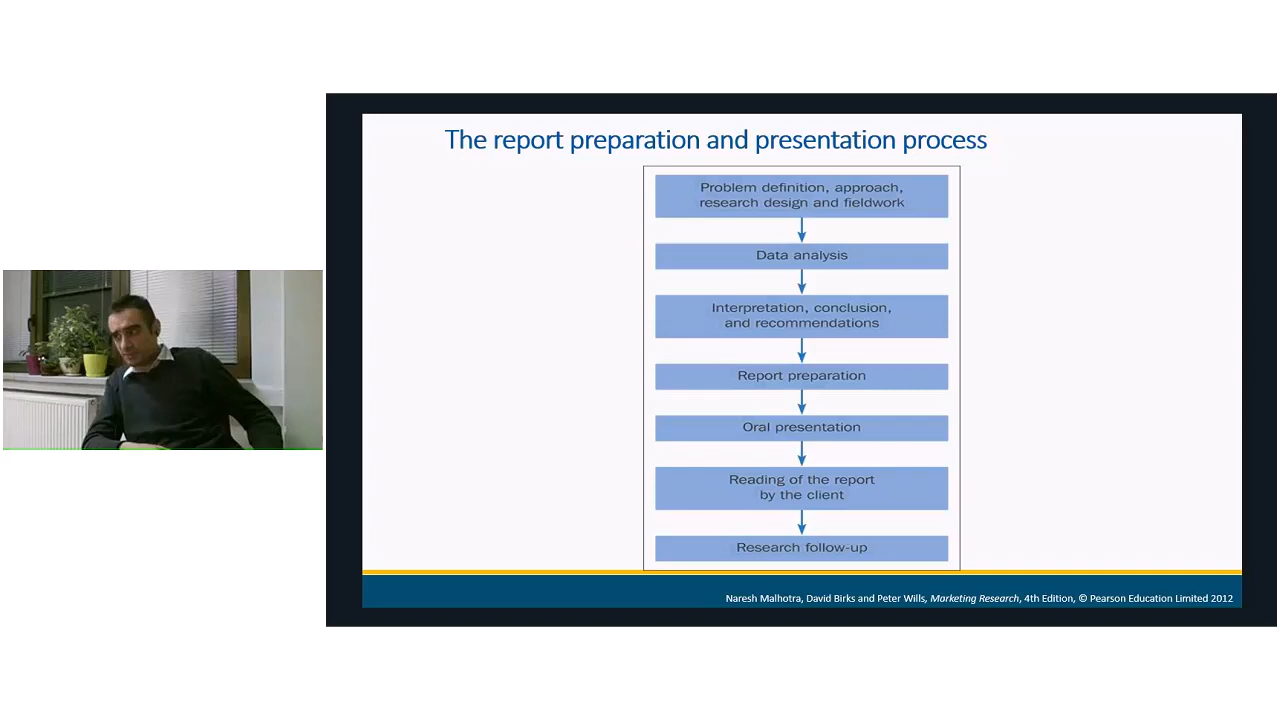 The report preparation and presentation process
Problem definition, approach,
research design and fieldwork
Data analysis
Interpretation, conclusion,
and recommendations
Report preparation
Oral presentation
Reading of the report
by the client
Research follow-up
Naresh Malhotra, David Birks and Peter Wills, Marketing Research, 4th Edition, © Pearson Education Limited 2012